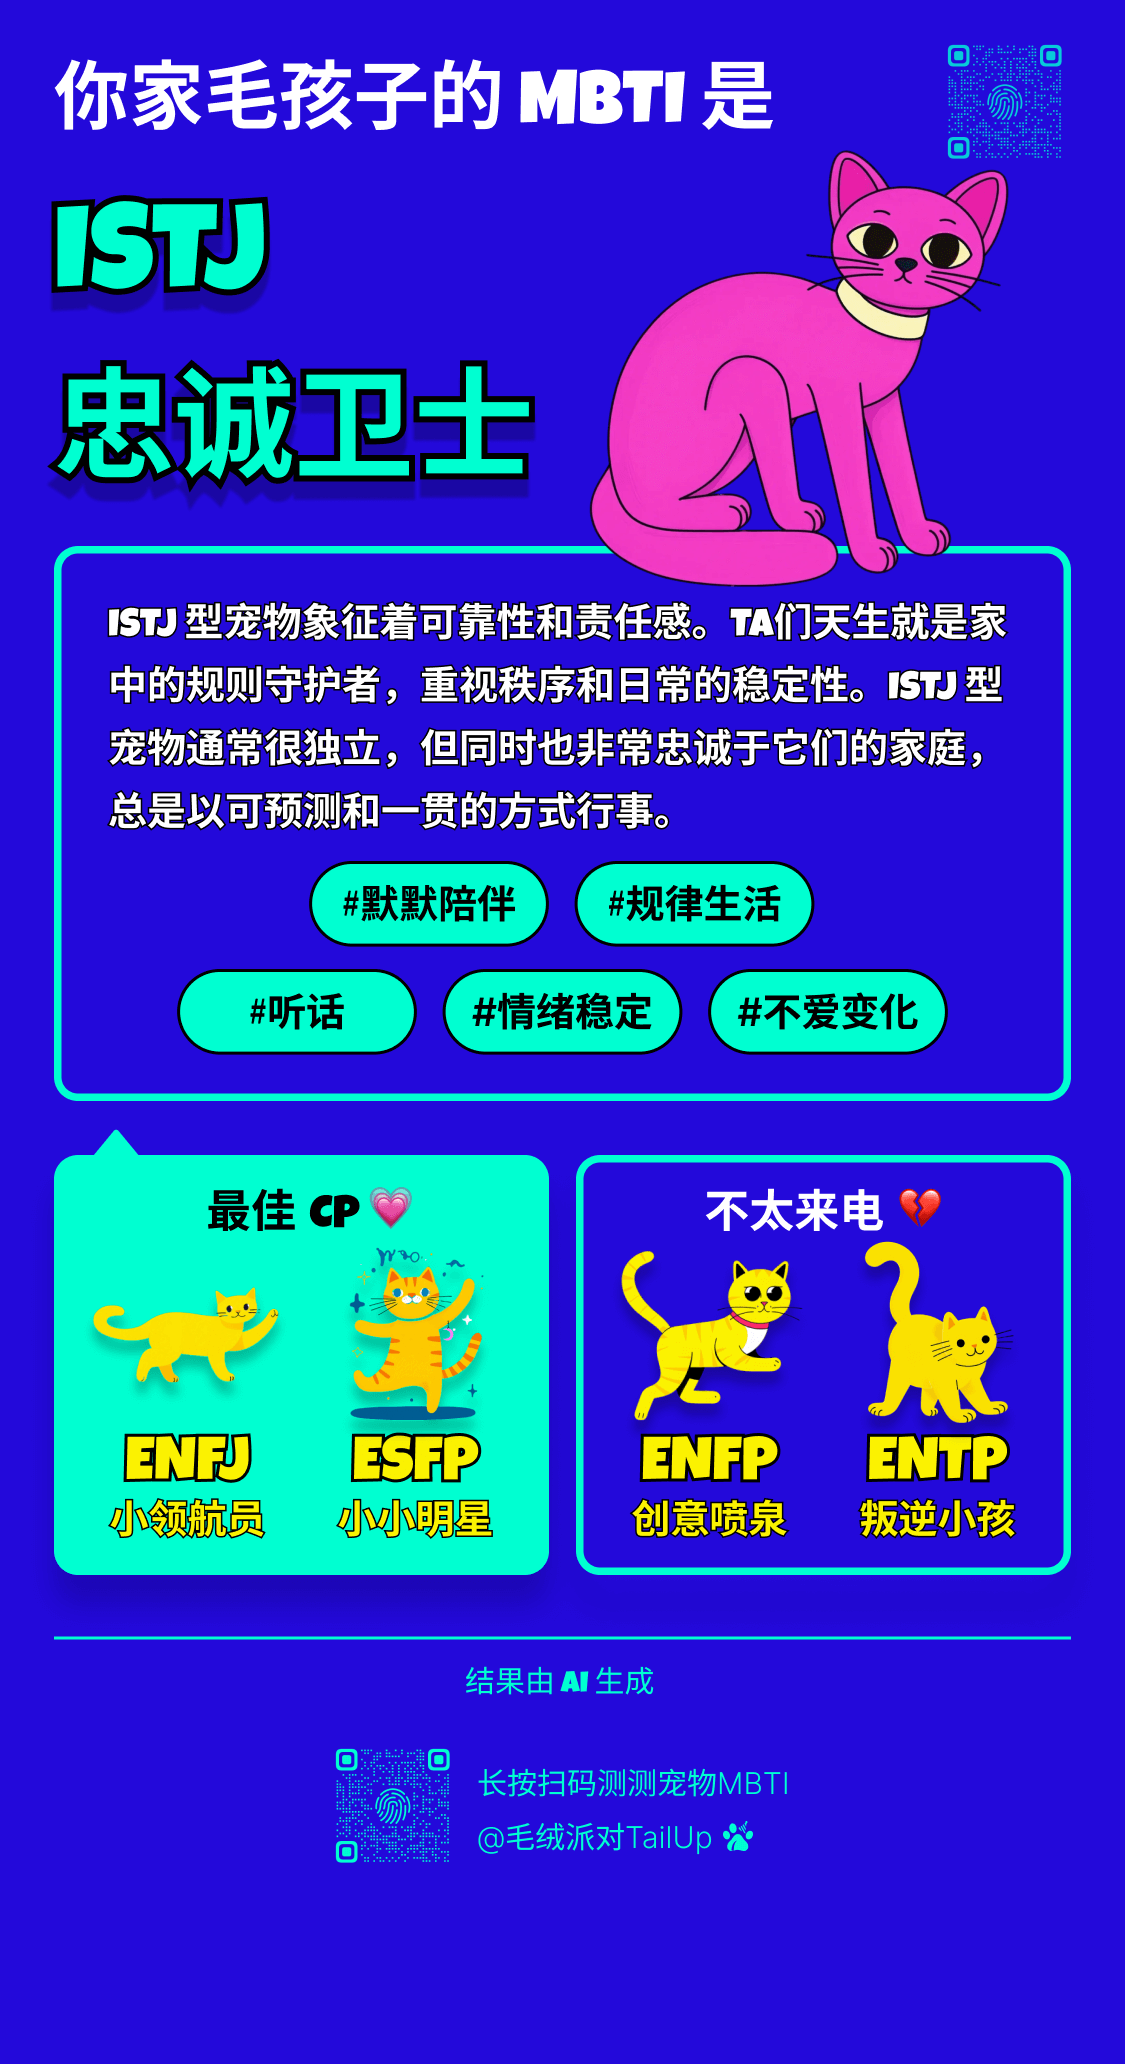 你家毛孩子的 MBTI 是
ISTJ
忠诚卫士
ISTJ 型宠物象征着可靠性和责任感。TA们天生就是家
中的规则守护者，重视秩序和日常的稳定性。ISTJ 型
宠物通常很独立，但同时也非常忠诚于它们的家庭，
总是以可预测和一贯的方式行事。
#默默陪伴 #规律生活
#听话 #情绪稳定 #不爱变化
最佳 CP 💗
ENFJ ESFP
小领航员 小小明星
不太来电 💔
ENFP ENTP
创意喷泉 叛逆小孩
结果由 AI 生成
长按扫码测测宠物MBTI
@毛绒派对TailUp